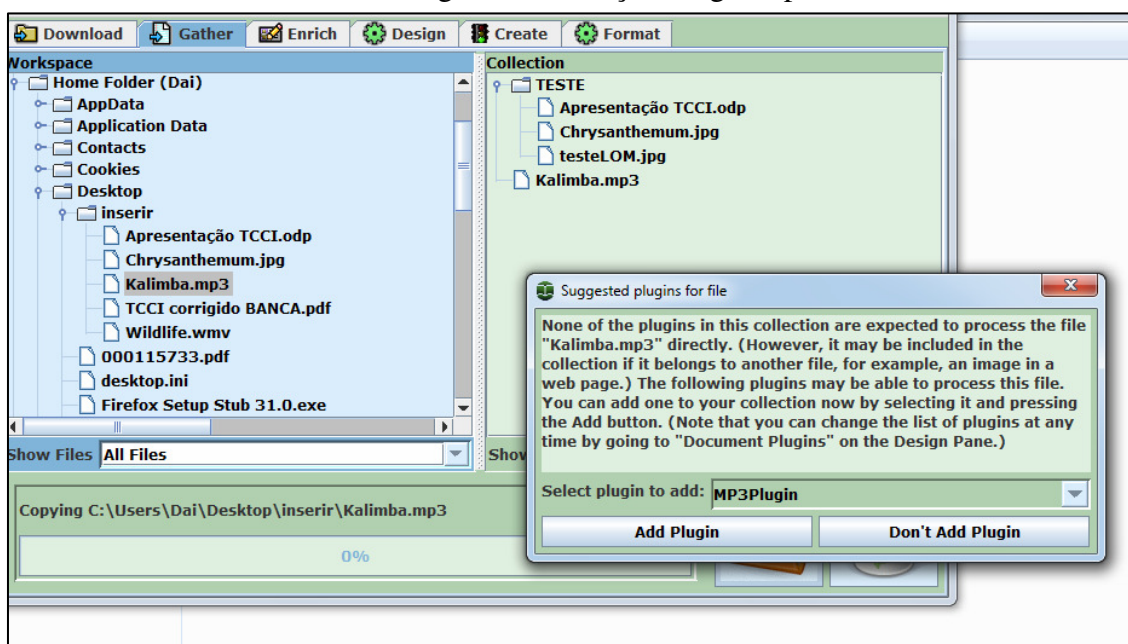 Download Gather Enrich Design Create Format
Workspace
Home Folder (Dai)
AppData
Application Data
Contacts
Cookies
Desktop
inserir
Apresentação TCCI.odp
Chrysanthemum.jpg
Kalimba.mp3
TCCI corrigido BANCA.pdf
Wildlife.wmv
000115733.pdf
desktop.ini
Firefox Setup Stub 31.0.exe
Show Files All Files
Collection
TESTE
Apresentação TCCI.odp
Chrysanthemum.jpg
testeLOM.jpg
Kalimba.mp3
Show
Copying C:\Users\Dai\Desktop\inserir\Kalimba.mp3
0%
Suggested plugins for file
None of the plugins in this collection are expected to process the file
"Kalimba.mp3" directly. (However, it may be included in the
collection if it belongs to another file, for example, an image in a
web page.) The following plugins may be able to process this file.
You can add one to your collection now by selecting it and pressing
the Add button. (Note that you can change the list of plugins at any
time by going to "Document Plugins" on the Design Pane.)
Select plugin to add: MP3Plugin
Add Plugin Don't Add Plugin